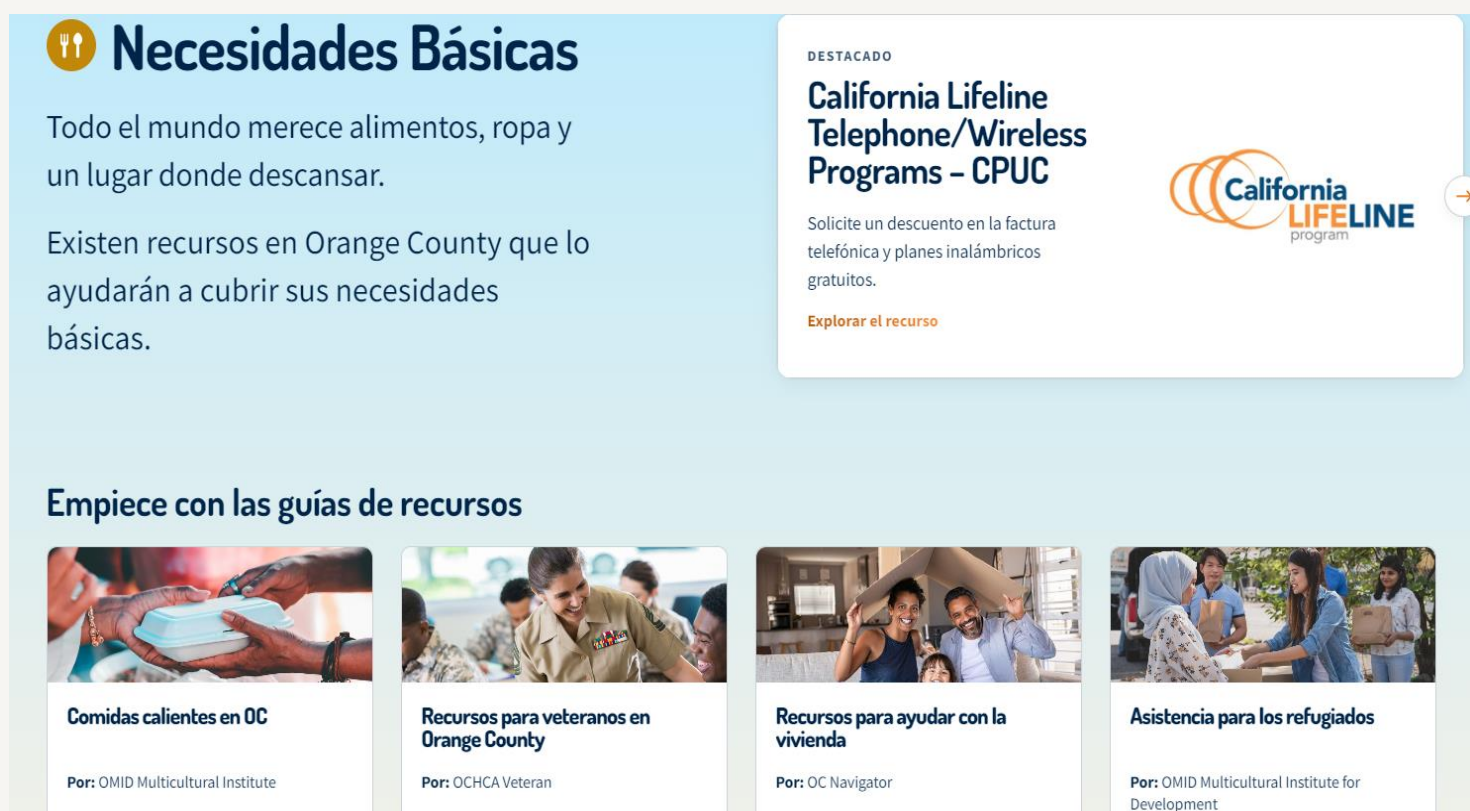 Necesidades Básicas
Todo el mundo merece alimentos, ropa y
un lugar donde descansar.
Existen recursos en Orange County que lo
ayudarán a cubrir sus necesidades
básicas.
DESTACADO
California Lifeline
Telephone/Wireless
Programs – CPUC
Solicite un descuento en la factura
telefónica y planes inalámbricos
gratuitos.
Explorar el recurso
California
LIFELINE
program
Empiece con las guías de recursos
Comidas calientes en OC
Por: OMID Multicultural Institute
Recursos para veteranos en
Orange County
Por: OCHCA Veteran
Recursos para ayudar con la
vivienda
Por: OC Navigator
Asistencia para los refugiados
Por: OMID Multicultural Institute for
Development